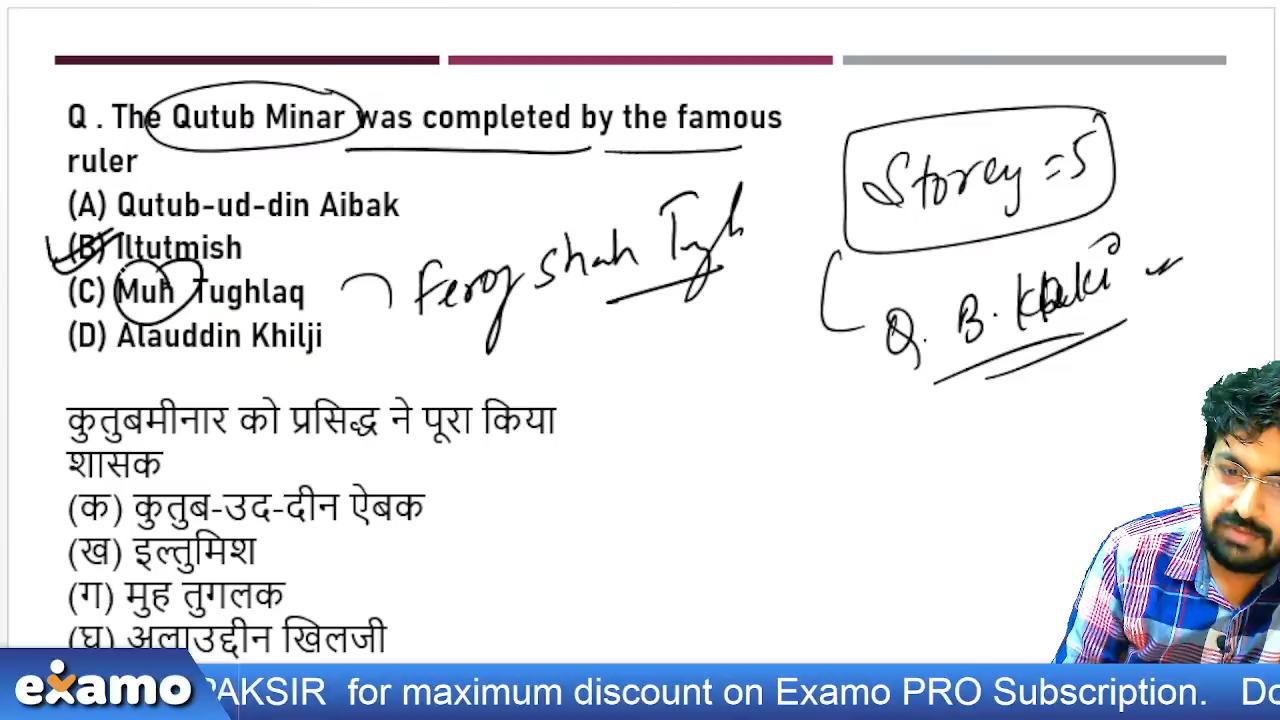 Q . The Qutub Minar was completed by the famous
ruler
(A) Qutub-ud-din Aibak
(B) Iltutmish
(C) Muh Tughlaq
(D) Alauddin Khilji
Storey = 5
Feroz Shah Tugh
Q. B. Kaki
कुतुबमीनार को प्रसिद्ध ने पूरा किया
शासक
(क) कुतुब-उद-दीन ऐबक
(ख) इल्तुमिश
(ग) मुह तुगलक
(घ) अलाउद्दीन खिलजी
examo
PAKSIR for maximum discount on Examo PRO Subscription. Do